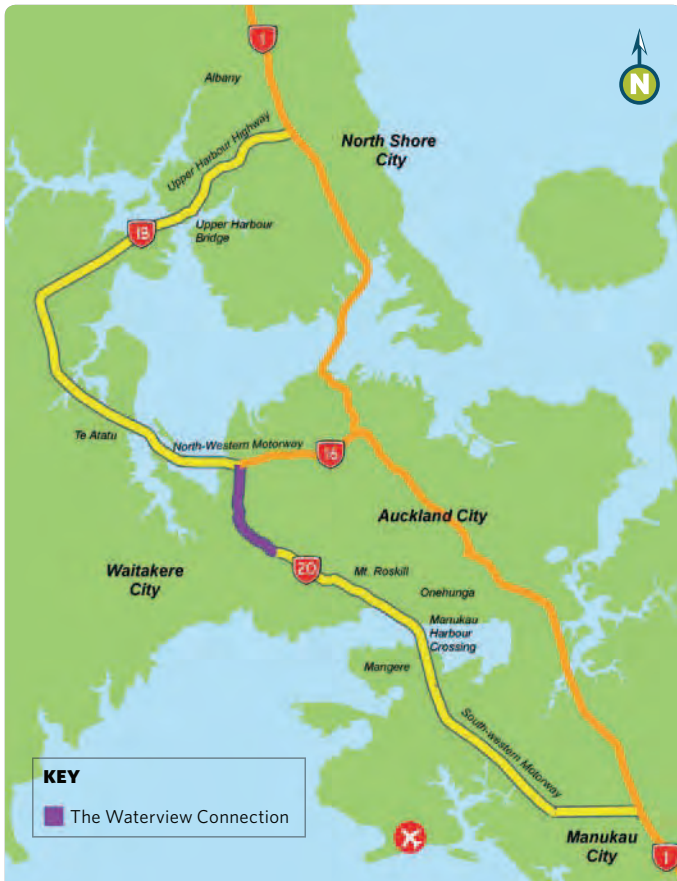 1
N
Albany
Upper Harbour Highway
North Shore
City
18
Upper Harbour
Bridge
Te Atatu
North-Western Motorway
16
Auckland City
Waitakere
City
20
Mt. Roskill
Onehunga
Manukau
Harbour
Crossing
Mangere
South-western Motorway
KEY
The Waterview Connection
Manukau
City
1